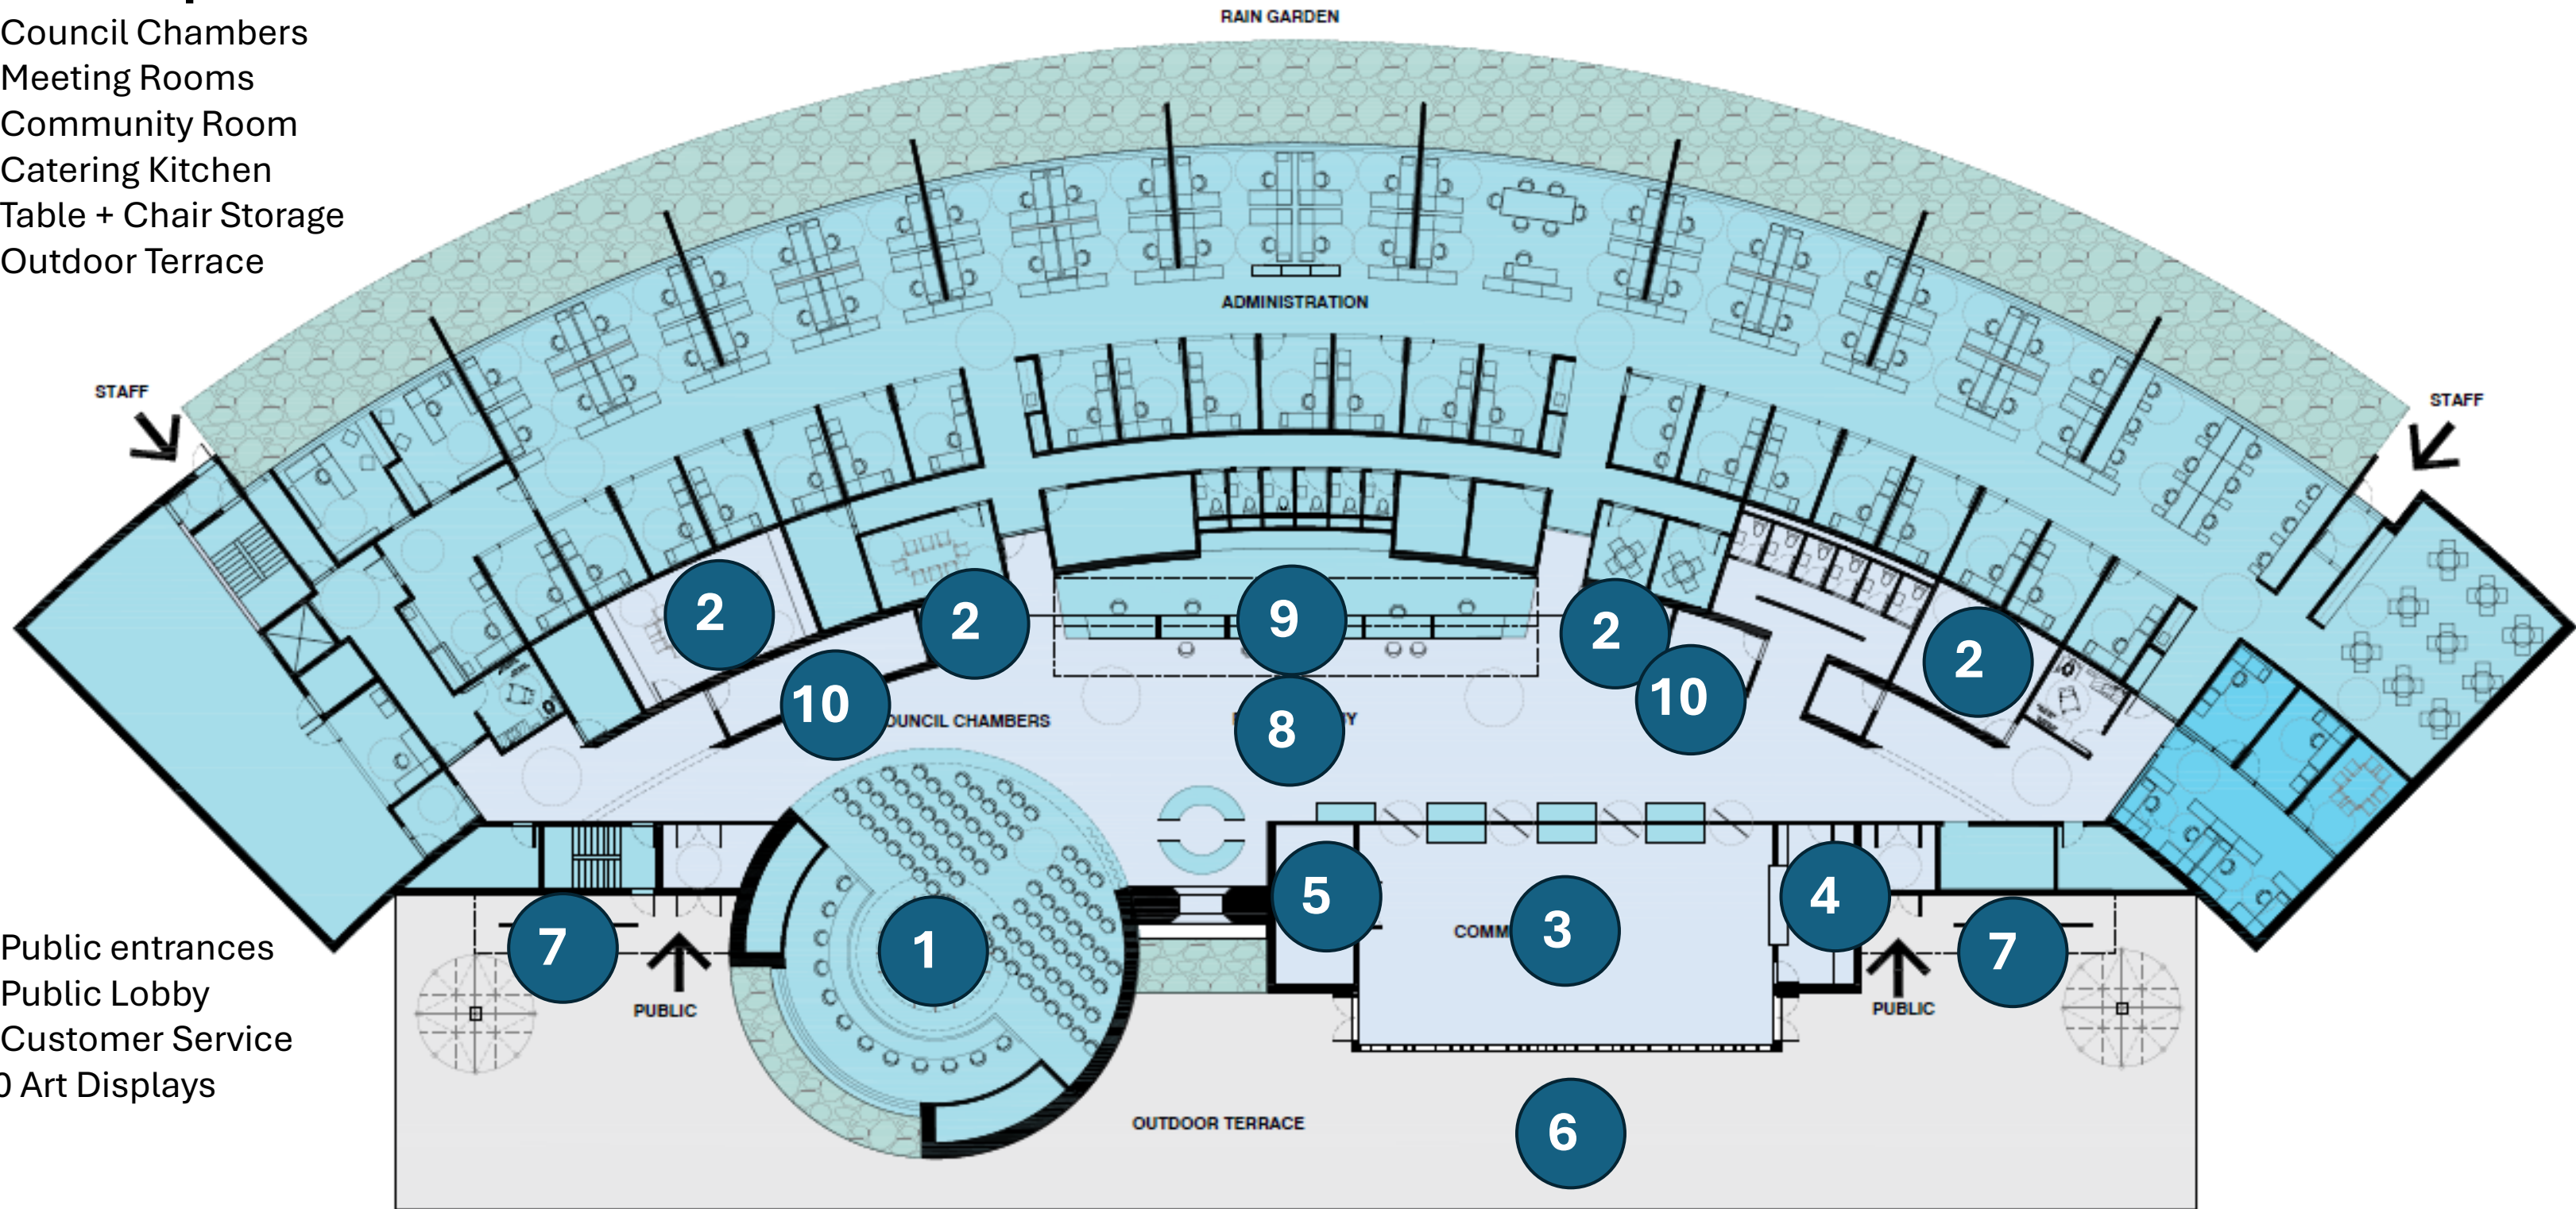 RAIN GARDEN
Council Chambers
Meeting Rooms
Community Room
Catering Kitchen
Table + Chair Storage
Outdoor Terrace
ADMINISTRATION
STAFF
STAFF
2
2
9
2
2
10
10
OUNCIL CHAMBERS
8
5
3
4
COMM
1
7
7
PUBLIC
PUBLIC
Public entrances
Public Lobby
Customer Service
0 Art Displays
OUTDOOR TERRACE
6